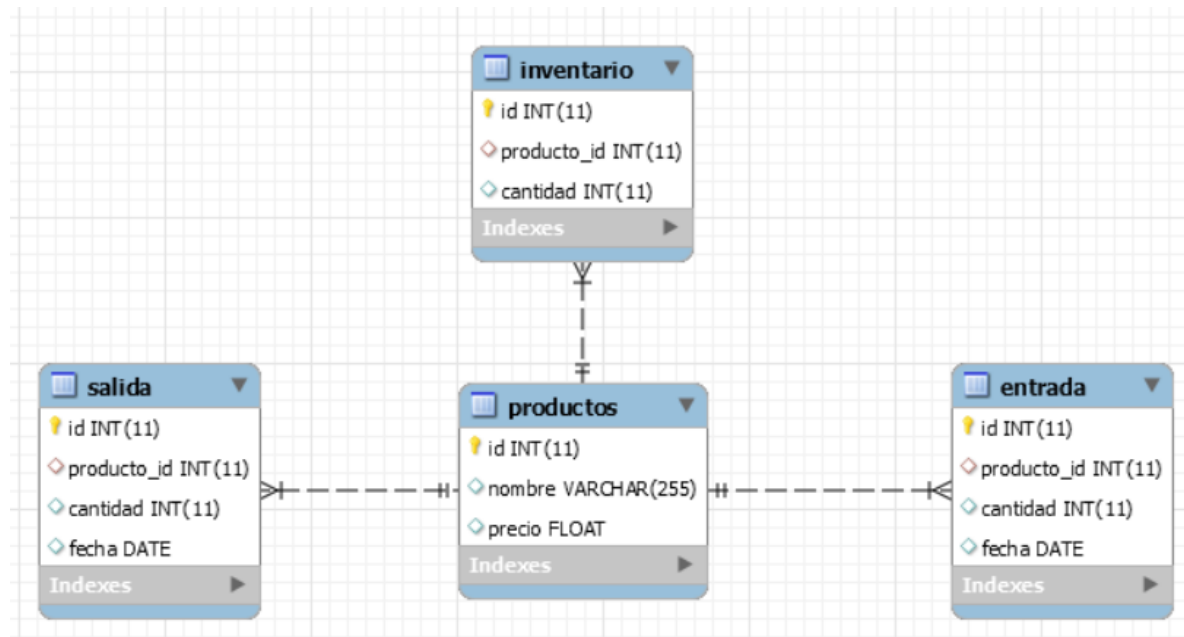 inventario
id INT(11)
producto_id INT(11)
cantidad INT(11)
Indexes
salida
id INT(11)
producto_id INT(11)
cantidad INT(11)
fecha DATE
Indexes
productos
id INT(11)
nombre VARCHAR(255)
precio FLOAT
Indexes
entrada
id INT(11)
producto_id INT(11)
cantidad INT(11)
fecha DATE
Indexes